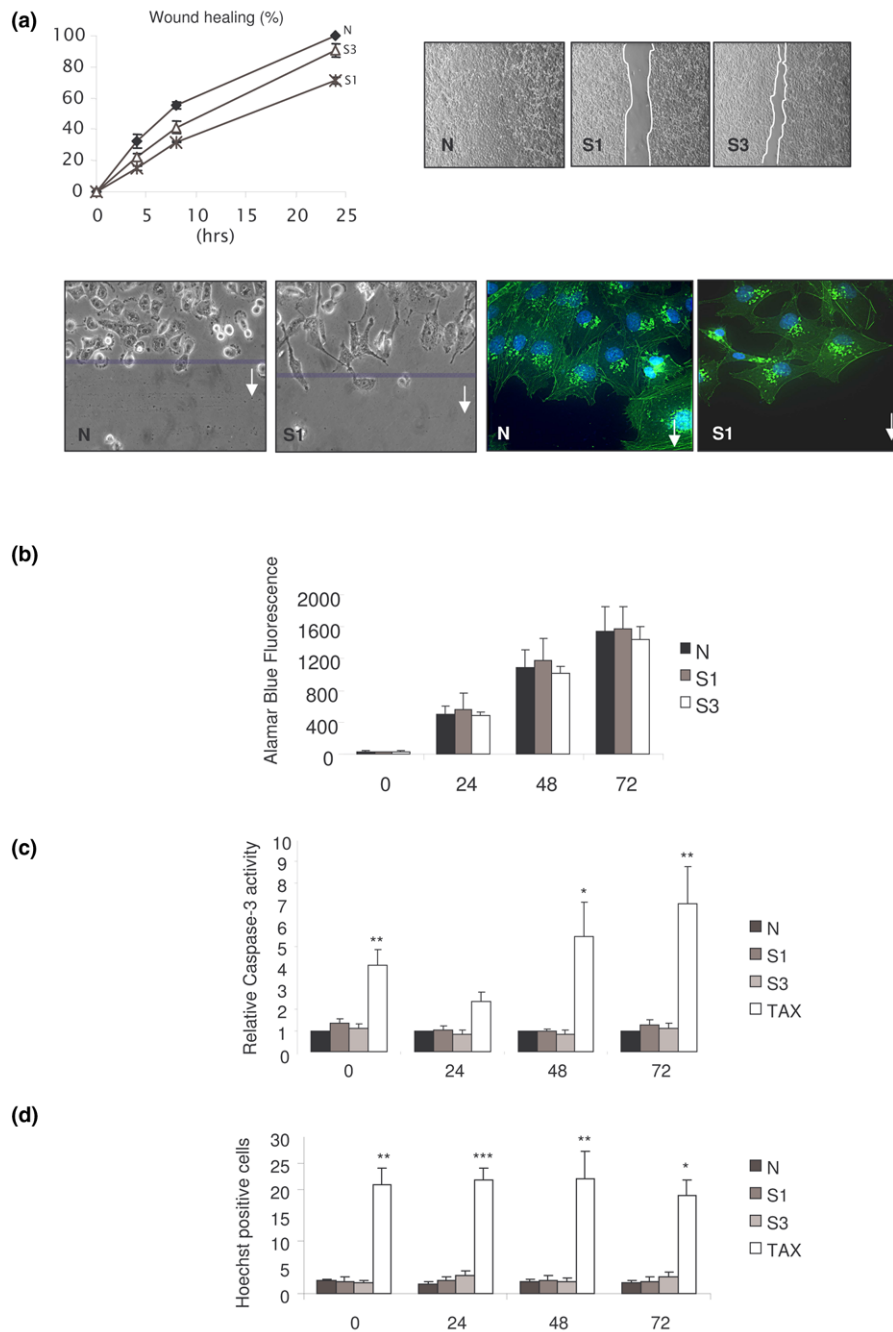 (a)
Wound healing (%)
100
80
60
40
20
0
N
S3
S1
0 5 10 15 20 25
(hrs)
N
S1
S3
N
S1
N
S1
(b)
Alamar Blue Fluorescence
2000
1600
1200
800
400
0
0 24 48 72
N
S1
S3
(c)
Relative Caspase-3 activity
10
9
8
7
6
5
4
2
1
0
** * **
0 24 48 72
N
S1
S3
TAX
(d)
Hoechst positive cells
30
25
20
15
10
5
0
** *** ** *
0 24 48 72
N
S1
S3
TAX